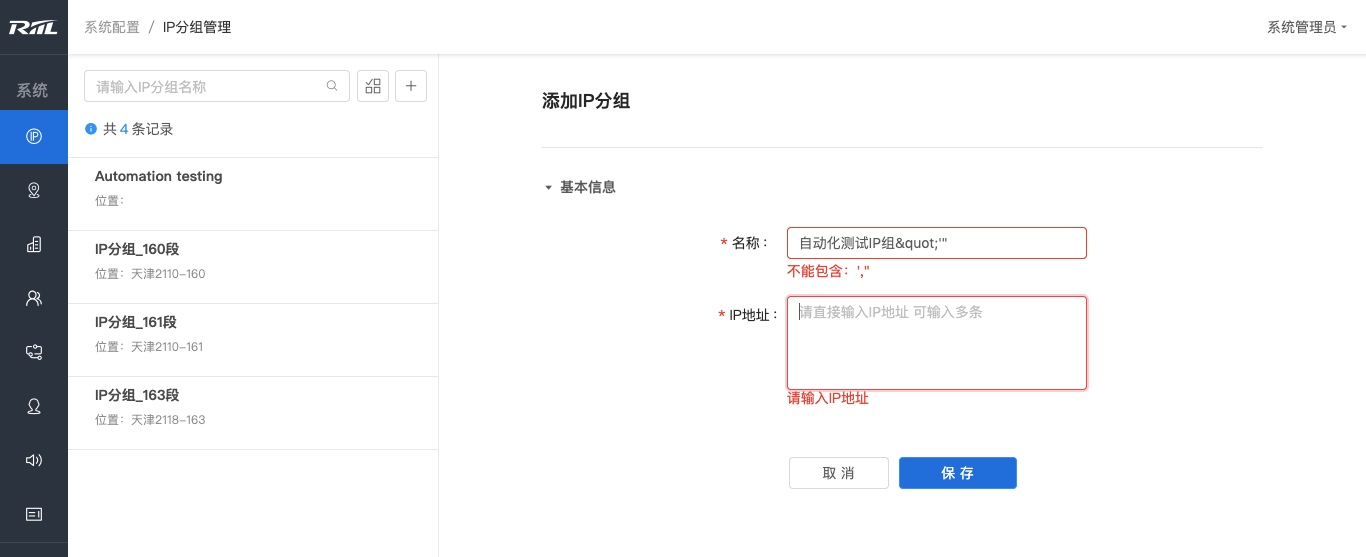 RIIL
系统配置 / IP分组管理
系统管理员
系统
请输入IP分组名称
共 4 条记录
Automation testing
位置：
IP分组_160段
位置：天津2110-160
IP分组_161段
位置：天津2110-161
IP分组_163段
位置：天津2118-163
添加IP分组
基本信息
* 名称：
自动化测试IP组&quot;'"
不能包含：',"
* IP地址：
请直接输入IP地址 可输入多条
请输入IP地址
取 消
保 存